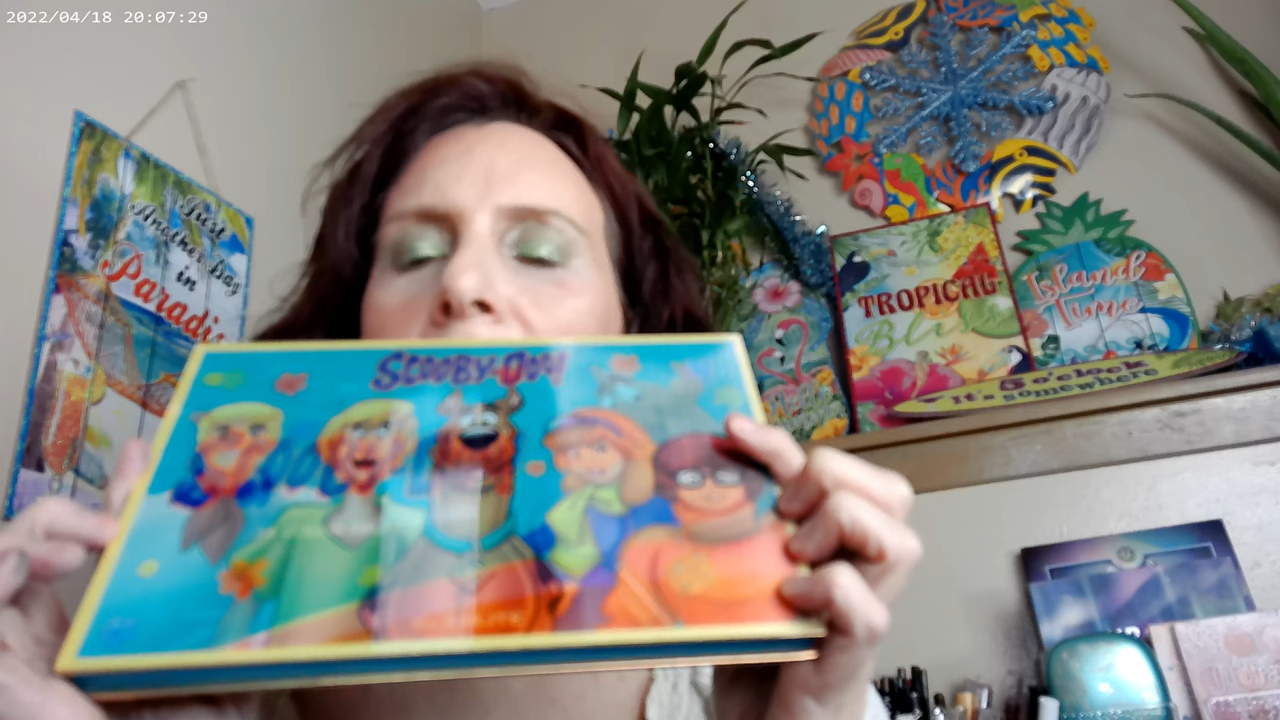 2022/04/18 20:07:29
Just
Another Day
in
Paradise
SCOOBY-DOO!
TROPICAL
Bliss
Island
Time
It's 5 o'clock
somewhere